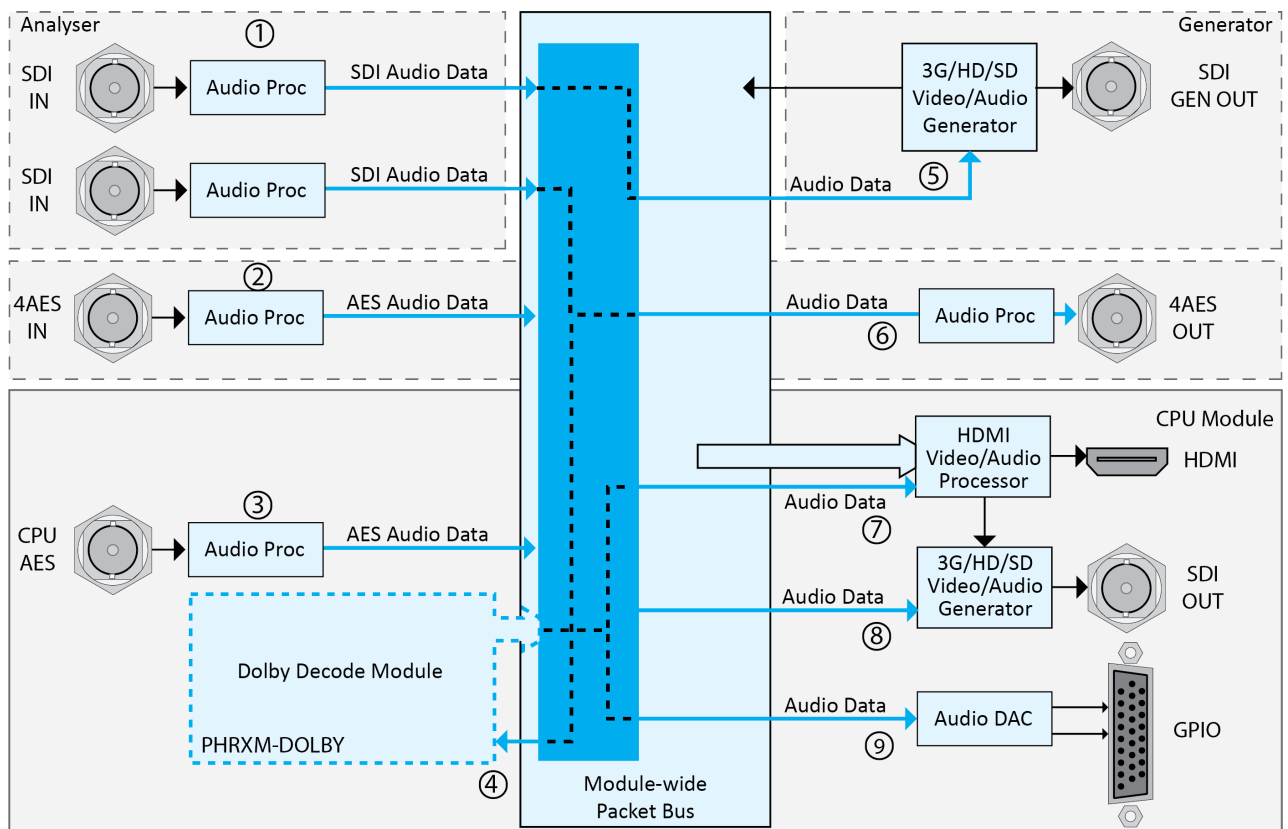 Analyser
①
SDI
IN
Audio Proc
SDI Audio Data
SDI
IN
Audio Proc
SDI Audio Data
Generator
3G/HD/SD
Video/Audio
Generator
SDI
GEN OUT
Audio Data
⑤
②
4AES
IN
Audio Proc
AES Audio Data
Audio Data
⑥
Audio Proc
4AES
OUT
CPU Module
③
CPU
AES
Audio Proc
AES Audio Data
Dolby Decode Module
PHRXM-DOLBY
④
Module-wide
Packet Bus
HDMI
Video/Audio
Processor
HDMI
Audio Data
⑦
3G/HD/SD
Video/Audio
Generator
SDI
OUT
Audio Data
⑧
Audio Data
⑨
Audio DAC
GPIO